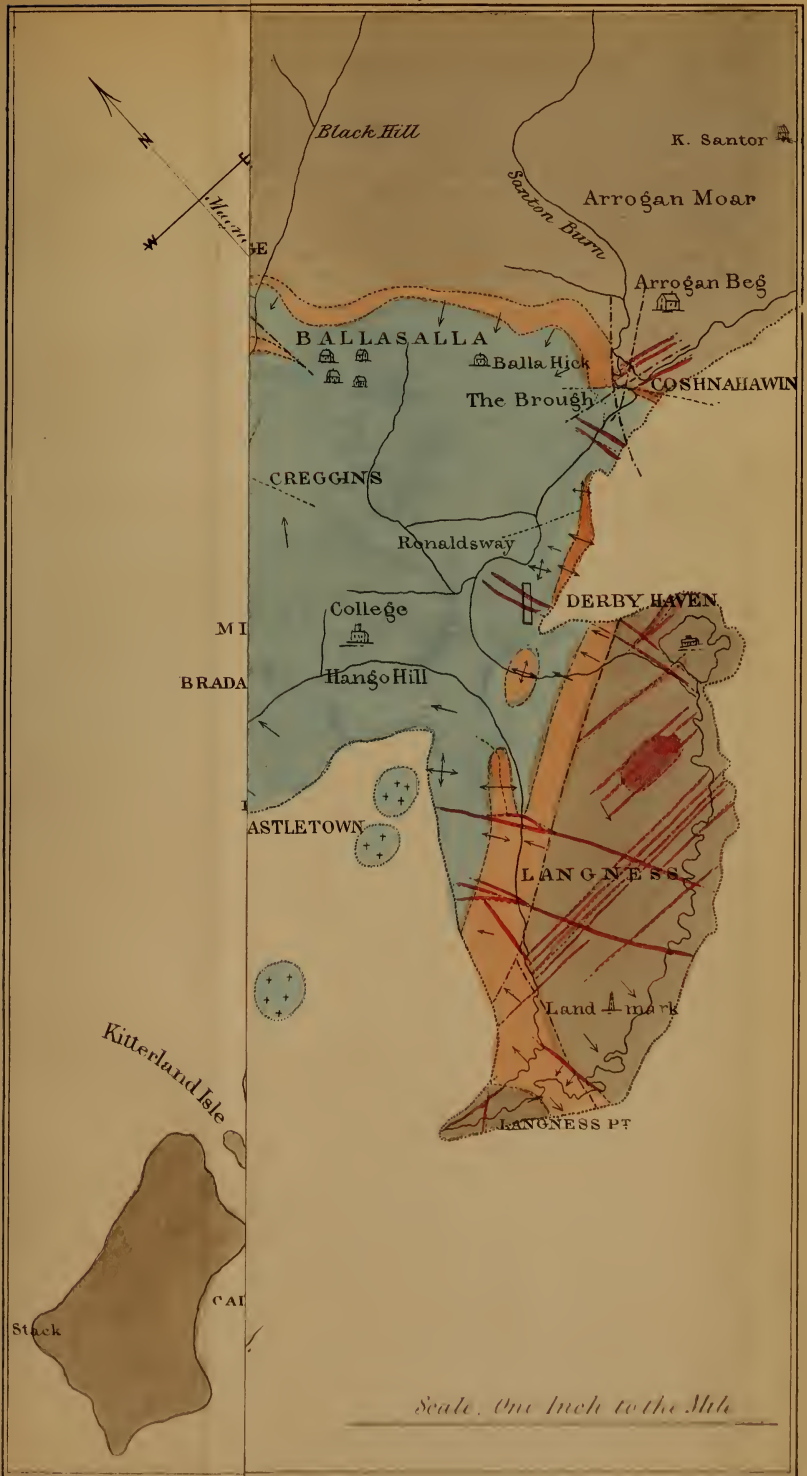 Black Hill
K. Santor
Santon Burn
Arrogan Moar
N
W
GE
Arrogan Beg
BALLASALLA
Balla Hick
COSHNAHAWIN
The Brough
CREGGINS
Ronaldsway
DERBY HAVEN
College
MI
Hango Hill
BRADA
ASTLETOWN
LANGNESS
Land mark
Kitterland Isle
LANGNESS PT
CAL
Stack
Scale, One Inch to the Mile